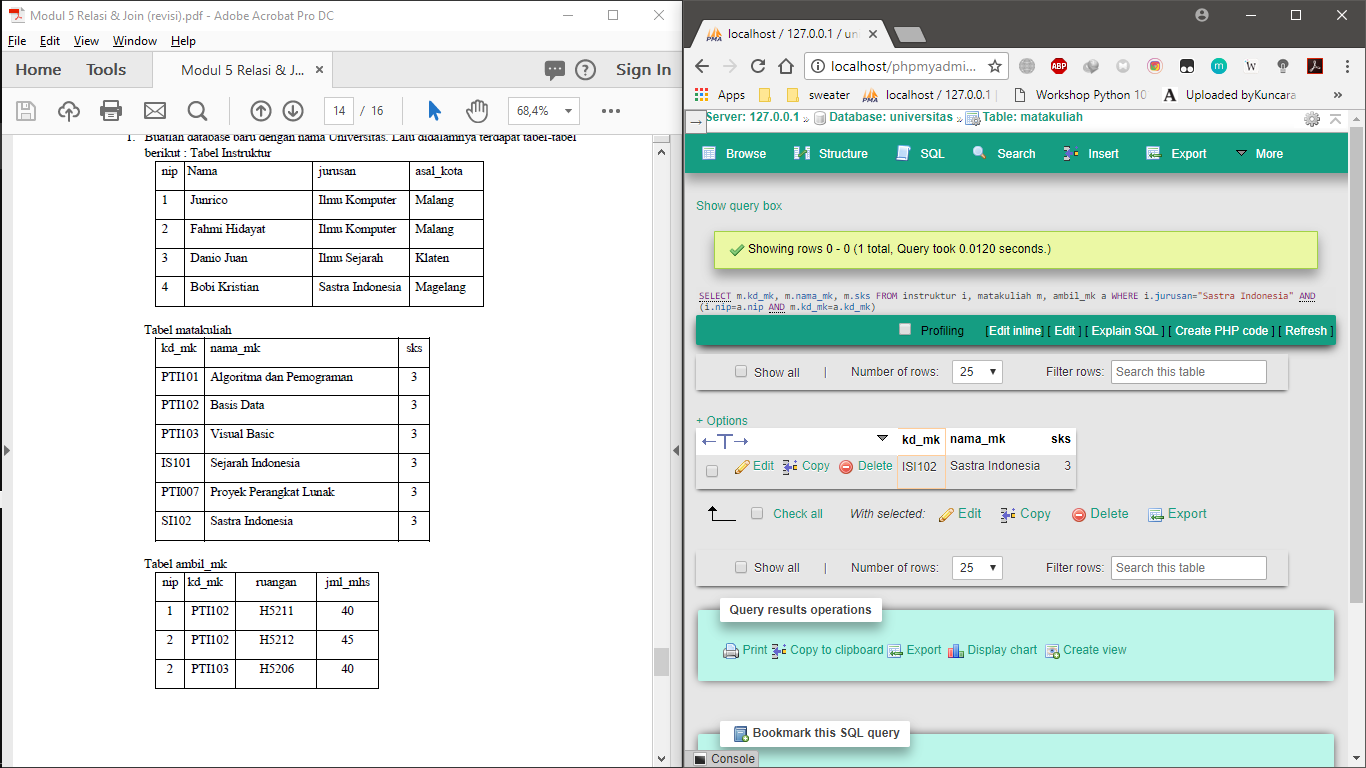 Modul 5 Relasi & Join (revisi).pdf - Adobe Acrobat Pro DC
File Edit View Window Help
Home Tools Modul 5 Relasi & J... × Sign In
14 / 16 68,4%
1. Buatlah database baru dengan nama Universitas. Lalu didalamnya terdapat tabel-tabel
berikut : Tabel Instruktur
nip Nama jurusan asal_kota
1 Junrico Ilmu Komputer Malang
2 Fahmi Hidayat Ilmu Komputer Malang
3 Danio Juan Ilmu Sejarah Klaten
4 Bobi Kristian Sastra Indonesia Magelang
Tabel matakuliah
kd_mk nama_mk sks
PTI101 Algoritma dan Pemograman 3
PTI102 Basis Data 3
PTI103 Visual Basic 3
IS101 Sejarah Indonesia 3
PTI007 Proyek Perangkat Lunak 3
SI102 Sastra Indonesia 3
Tabel ambil_mk
nip kd_mk ruangan jml_mhs
1 PTI102 H5211 40
2 PTI102 H5212 45
2 PTI103 H5206 40
PMA localhost / 127.0.0.1 / un ×
localhost/phpmyadmi...
ABP m W
Apps sweater localhost / 127.0.0.1 | Workshop Python 10 A Uploaded byKuncara »
Server: 127.0.0.1 » Database: universitas » Table: matakuliah
Browse Structure SQL Search Insert Export More
Show query box
Showing rows 0 - 0 (1 total, Query took 0.0120 seconds.)
SELECT m.kd_mk, m.nama_mk, m.sks FROM instruktur i, matakuliah m, ambil_mk a WHERE i.jurusan="Sastra Indonesia" AND
(i.nip=a.nip AND m.kd_mk=a.kd_mk)
Profiling [Edit inline] [ Edit ] [ Explain SQL ] [ Create PHP code ] [ Refresh ]
Show all | Number of rows: 25 Filter rows: Search this table
+ Options
←T→ kd_mk nama_mk sks
Edit Copy Delete ISI102 Sastra Indonesia 3
Check all With selected: Edit Copy Delete Export
Show all | Number of rows: 25 Filter rows: Search this table
Query results operations
Print Copy to clipboard Export Display chart Create view
Bookmark this SQL query
Console